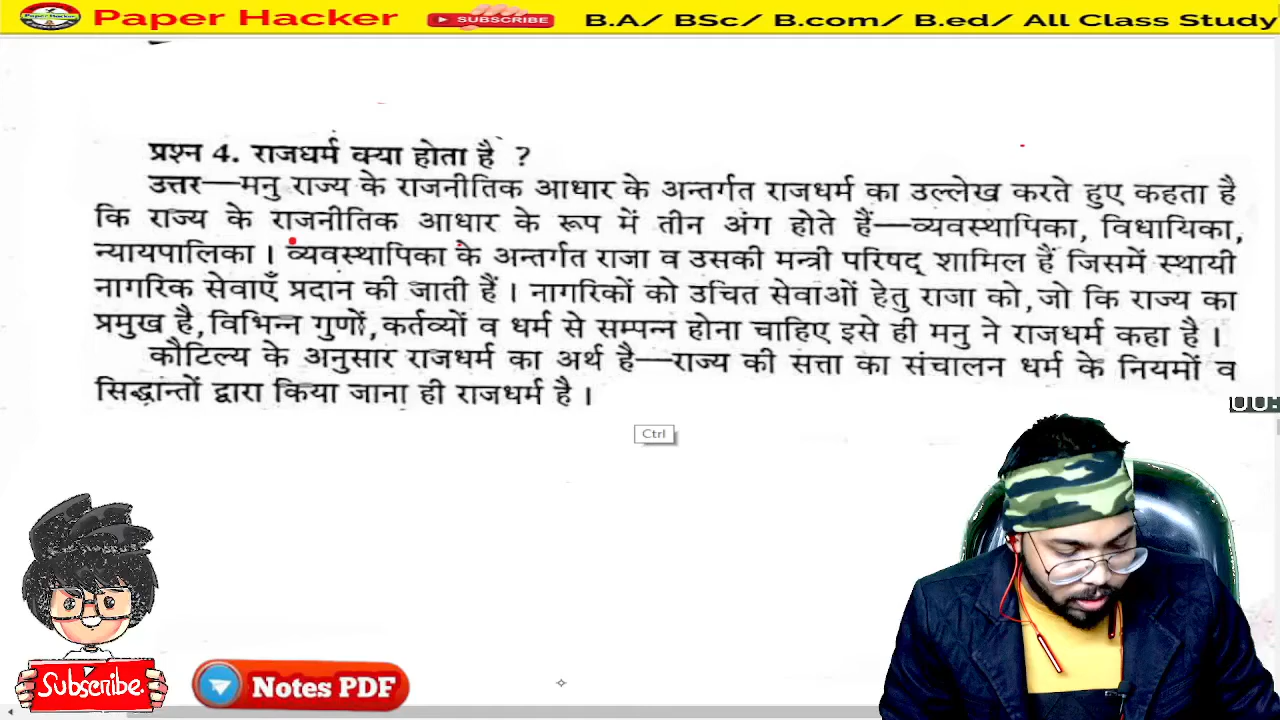 Paper Hacker SUBSCRIBE B.A/ BSc/ B.com/ B.ed/ All Class Study
प्रश्न 4. राजधर्म क्या होता है ?
उत्तर—मनु राज्य के राजनीतिक आधार के अन्तर्गत राजधर्म का उल्लेख करते हुए कहता है
कि राज्य के राजनीतिक आधार के रूप में तीन अंग होते हैं—व्यवस्थापिका, विधायिका,
न्यायपालिका । व्यवस्थापिका के अन्तर्गत राजा व उसकी मन्त्री परिषद् शामिल हैं जिसमें स्थायी
नागरिक सेवाएँ प्रदान की जाती हैं । नागरिकों को उचित सेवाओं हेतु राजा को, जो कि राज्य का
प्रमुख है, विभिन्न गुणों, कर्तव्यों व धर्म से सम्पन्न होना चाहिए इसे ही मनु ने राजधर्म कहा है ।
कौटिल्य के अनुसार राजधर्म का अर्थ है—राज्य की सत्ता का संचालन धर्म के नियमों व
सिद्धान्तों द्वारा किया जाना ही राजधर्म है ।
00:
Ctrl
Subscribe.
Notes PDF